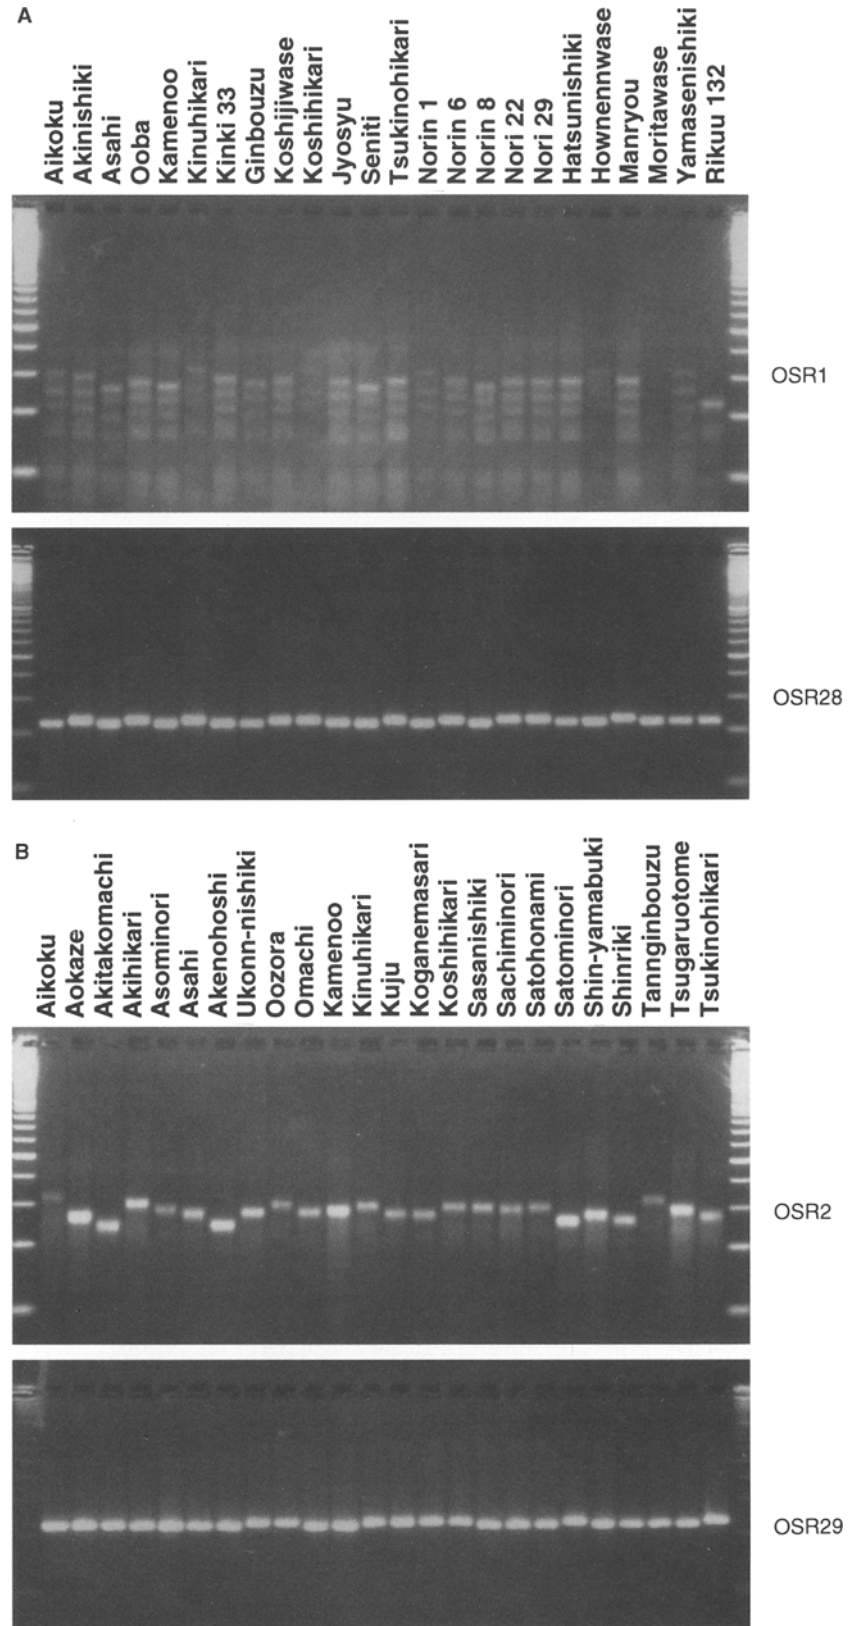 A
Aikoku
Akinishiki
Asahi
Ooba
Kamenoo
Kinuhikari
Kinki 33
Ginbouzu
Koshijiwase
Koshihikari
Jyosyu
Seniti
Tsukinohikari
Norin 1
Norin 6
Norin 8
Nori 22
Nori 29
Hatsunishiki
Hownennwase
Manryou
Moritawase
Yamasenishiki
Rikuu 132
OSR1
OSR28
B
Aikoku
Aokaze
Akitakomachi
Akihikari
Asominori
Asahi
Akenohoshi
Ukonn-nishiki
Oozora
Omachi
Kamenoo
Kinuhikari
Kuju
Koganemasari
Koshihikari
Sasanishiki
Sachiminori
Satohonami
Satominori
Shin-yamabuki
Shinriki
Tannginbouzu
Tsugaruotome
Tsukinohikari
OSR2
OSR29